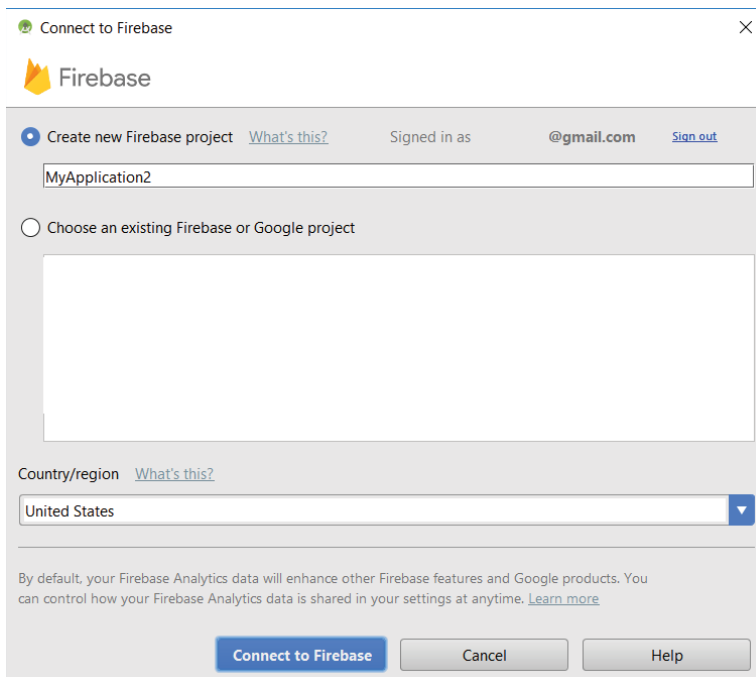 Connect to Firebase
Firebase
Create new Firebase project What's this? Signed in as @gmail.com Sign out
MyApplication2
Choose an existing Firebase or Google project
Country/region What's this?
United States
By default, your Firebase Analytics data will enhance other Firebase features and Google products. You
can control how your Firebase Analytics data is shared in your settings at anytime. Learn more
Connect to Firebase Cancel Help